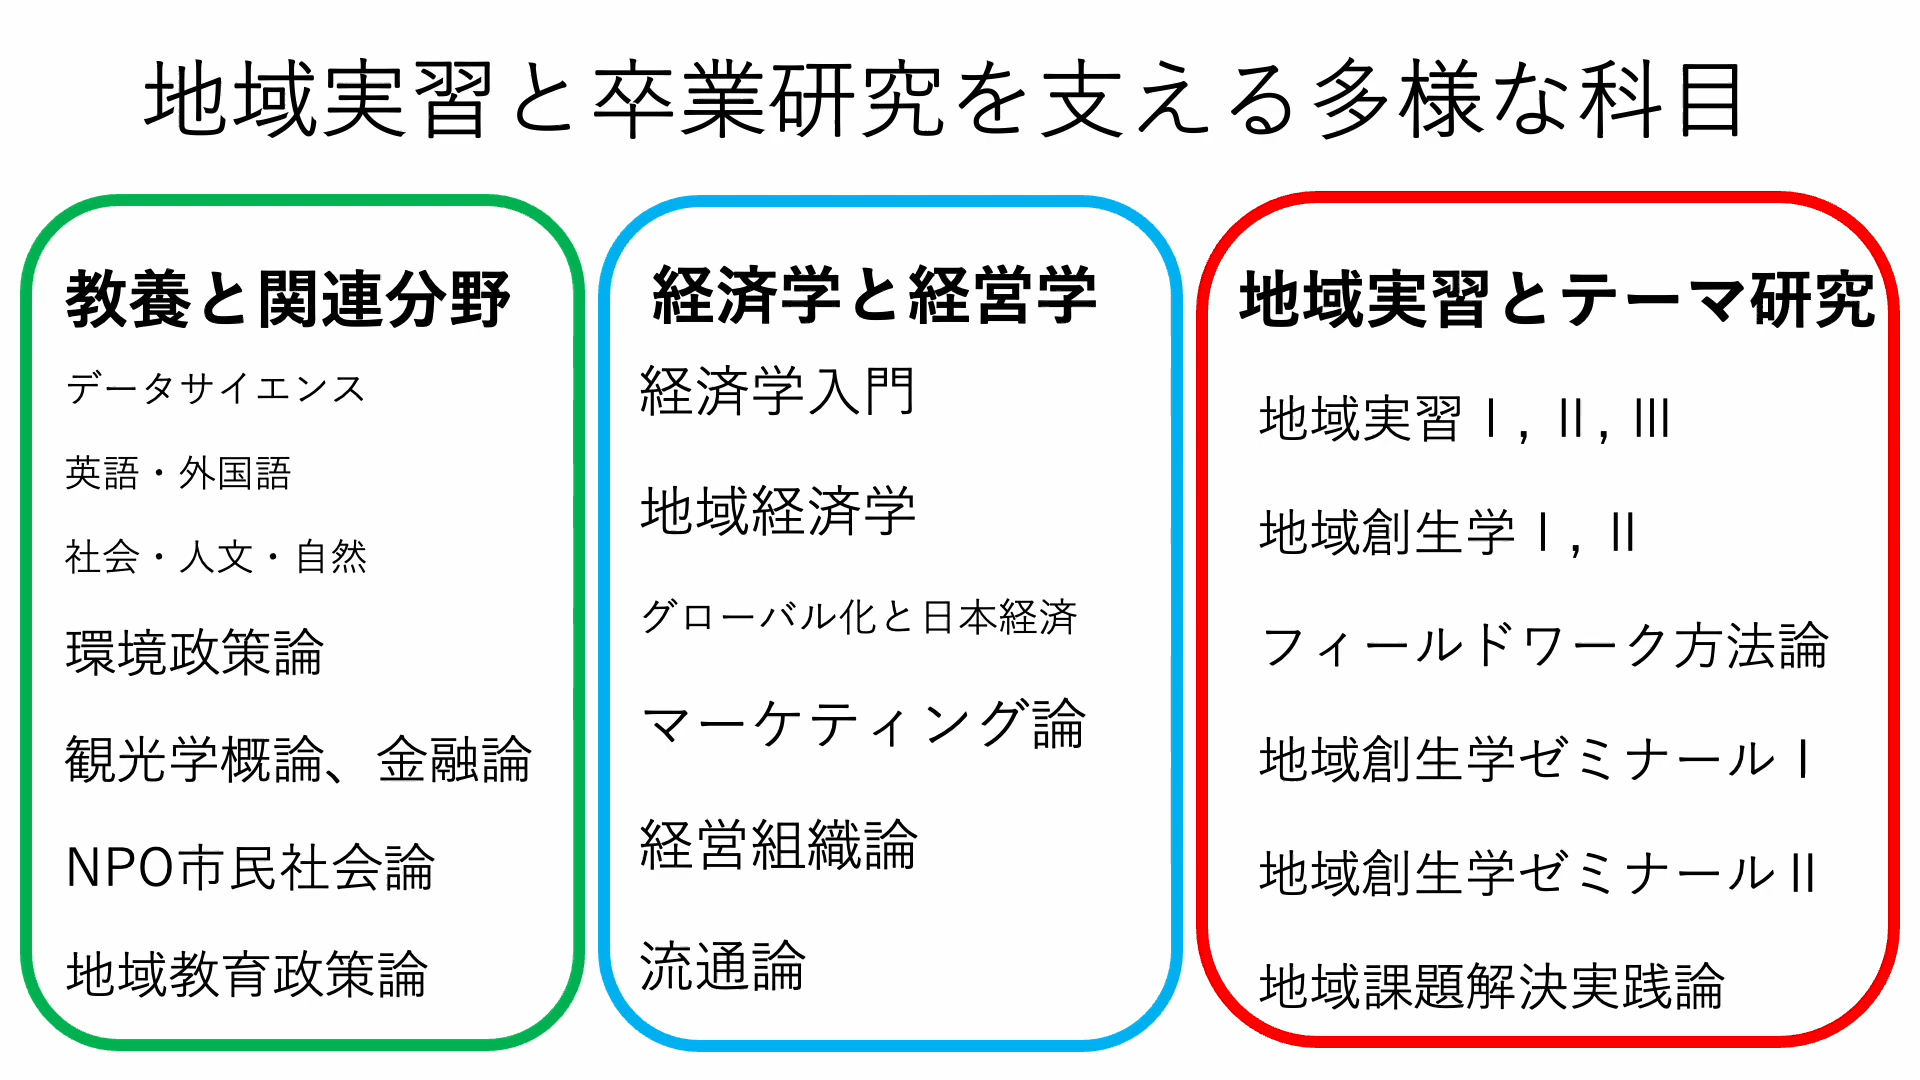 地域実習と卒業研究を支える多様な科目
教養と関連分野
データサイエンス
英語・外国語
社会・人文・自然
環境政策論
観光学概論、金融論
NPO市民社会論
地域教育政策論
経済学と経営学
経済学入門
地域経済学
グローバル化と日本経済
マーケティング論
経営組織論
流通論
地域実習とテーマ研究
地域実習Ⅰ, Ⅱ, Ⅲ
地域創生学Ⅰ, Ⅱ
フィールドワーク方法論
地域創生学ゼミナールⅠ
地域創生学ゼミナールⅡ
地域課題解決実践論